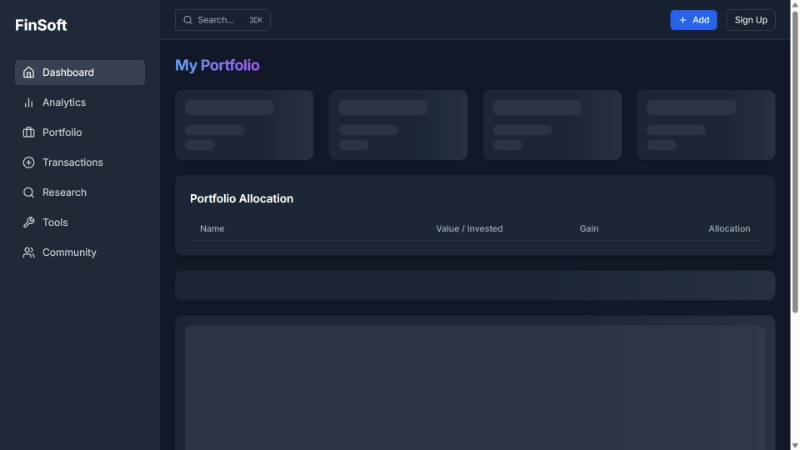 FinSoft
Search... ⌘K
Add
Sign Up
Dashboard
Analytics
Portfolio
Transactions
Research
Tools
Community
My Portfolio
Portfolio Allocation
Name Value / Invested Gain Allocation